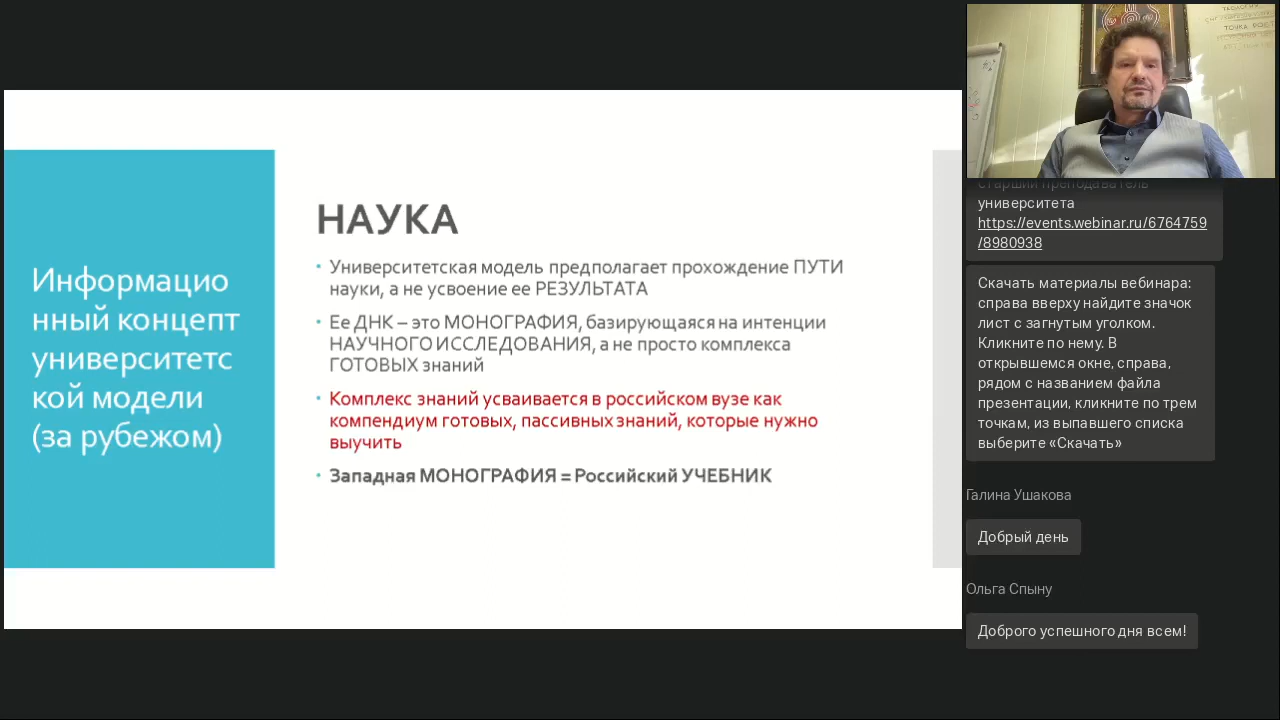 Информацио
нный концепт
университетс
кой модели
(за рубежом)
НАУКА
• Университетская модель предполагает прохождение ПУТИ
науки, а не усвоение ее РЕЗУЛЬТАТА
• Ее ДНК – это МОНОГРАФИЯ, базирующаяся на интенции
НАУЧНОГО ИССЛЕДОВАНИЯ, а не просто комплекса
ГОТОВЫХ знаний
• Комплекс знаний усваивается в российском вузе как
компендиум готовых, пассивных знаний, которые нужно
выучить
• Западная МОНОГРАФИЯ = Российский УЧЕБНИК
ТОЧКА РОСТ
Старший преподаватель
университета
https://events.webinar.ru/6764759
/8980938
Скачать материалы вебинара:
справа вверху найдите значок
лист с загнутым уголком.
Кликните по нему. В
открывшемся окне, справа,
рядом с названием файла
презентации, кликните по трем
точкам, из выпавшего списка
выберите «Скачать»
Галина Ушакова
Добрый день
Ольга Спыну
Доброго успешного дня всем!